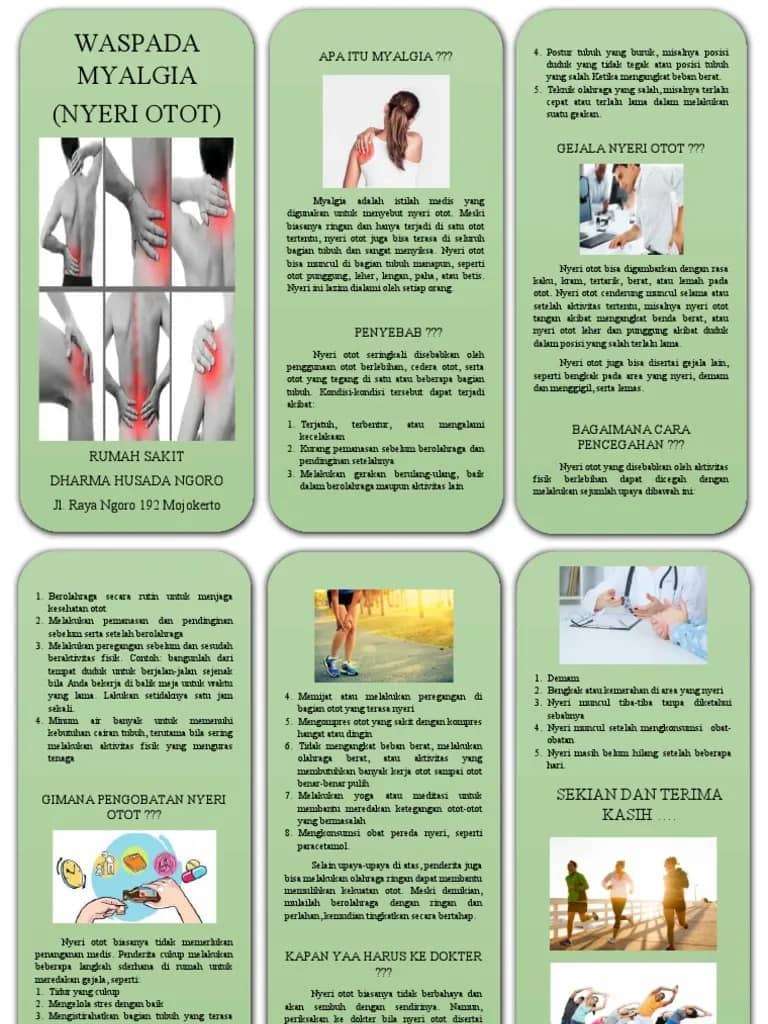 WASPADA
MYALGIA
(NYERI OTOT)
RUMAH SAKIT
DHARMA HUSADA NGORO
Jl. Raya Ngoro 192 Mojokerto
APA ITU MYALGIA ???
Myalgia adalah istilah medis yang
digunakan untuk menyebut nyeri otot. Meski
biasanya ringan dan hanya terjadi di satu otot
tertentu, nyeri otot juga bisa terasa di seluruh
bagian tubuh dan sangat menyiksa. Nyeri otot
bisa muncul di bagian tubuh manapun, seperti
otot punggung, leher, lengan, paha, atau betis.
Nyeri ini lazim dialami oleh setiap orang.
PENYEBAB ???
Nyeri otot seringkali disebabkan oleh
penggunaan otot berlebihan, cedera otot, serta
otot yang tegang di satu atau beberapa bagian
tubuh. Kondisi-kondisi tersebut dapat terjadi
akibat:
1. Terjatuh, terbentur, atau mengalami
kecelakaan
2. Kurang pemanasan sebelum berolahraga dan
pendinginan setelahnya
3. Melakukan gerakan berulang-ulang, baik
dalam berolahraga maupun aktivitas lain
4. Postur tubuh yang buruk, misalnya posisi
duduk yang tidak tegak atau posisi tubuh
yang salah Ketika mengangkat beban berat.
5. Teknik olahraga yang salah, misalnya terlalu
cepat atau terlalu lama dalam melakukan
suatu geakan.
GEJALA NYERI OTOT ???
Nyeri otot bisa digambarkan dengan rasa
kaku, kram, tertarik, berat, atau lemah pada
otot. Nyeri otot cenderung muncul selama atau
setelah aktivitas tertentu, misalnya nyeri otot
tangan akibat mengangkat benda berat, atau
nyeri otot leher dan punggung akibat duduk
dalam posisi yang salah terlalu lama.
Nyeri otot juga bisa disertai gejala lain,
seperti bengkak pada area yang nyeri, demam
dan menggigil, serta lemas.
BAGAIMANA CARA
PENCEGAHAN ???
Nyeri otot yang disebabkan oleh aktivitas
fisik berlebihan dapat dicegah dengan
melakukan sejumlah upaya dibawah ini:
1. Berolahraga secara rutin untuk menjaga
kesehatan otot
2. Melakukan pemanasan dan pendinginan
sebelum serta setelah berolahraga
3. Melakukan peregangan sebelum dan sesudah
beraktivitas fisik. Contoh: bangunlah dari
tempat duduk untuk berjalan-jalan sejenak
bila Anda bekerja di balik meja untuk waktu
yang lama. Lakukan setidaknya satu jam
sekali.
4. Minum air banyak untuk memenuhi
kebutuhan cairan tubuh, terutama bila sering
melakukan aktivitas fisik yang menguras
tenaga
GIMANA PENGOBATAN NYERI
OTOT ???
Nyeri otot biasanya tidak memerlukan
penanganan medis. Penderita cukup melakukan
beberapa langkah sderhana di rumah untuk
meredakan gejala, seperti:
1. Tidur yang cukup
2. Mengelola stres dengan baik
3. Mengistirahatkan bagian tubuh yang terasa
4. Memijat atau melakukan peregangan di
bagian otot yang terasa nyeri
5. Mengompres otot yang sakit dengan kompres
hangat atau dingin
6. Tidak mengangkat beban berat, melakukan
olahraga berat, atau aktivitas yang
membutuhkan banyak kerja otot sampai otot
benar-benar pulih
7. Melakukan yoga atau meditasi untuk
membantu meredakan ketegangan otot-otot
yang bermasalah
8. Mengkonsumsi obat pereda nyeri, seperti
paracetamol.
Selain upaya-upaya di atas, penderita juga
bisa melakukan olahraga ringan dapat membantu
memulihkan kekuatan otot. Meski demikian,
mulailah berolahraga dengan ringan dan
perlahan, kemudian tingkatkan secara bertahap.
KAPAN YAA HARUS KE DOKTER
???
Nyeri otot biasanya tidak berbahaya dan
akan sembuh dengan sendirinya. Namun,
periksakan ke dokter bila nyeri otot disertai
1. Demam
2. Bengkak atau kemerahan di area yang nyeri
3. Nyeri muncul tiba-tiba tanpa diketahui
sebabnya
4. Nyeri muncul setelah mengkonsumsi obat-
obatan
5. Nyeri masih belum hilang setelah beberapa
hari.
SEKIAN DAN TERIMA
KASIH ....